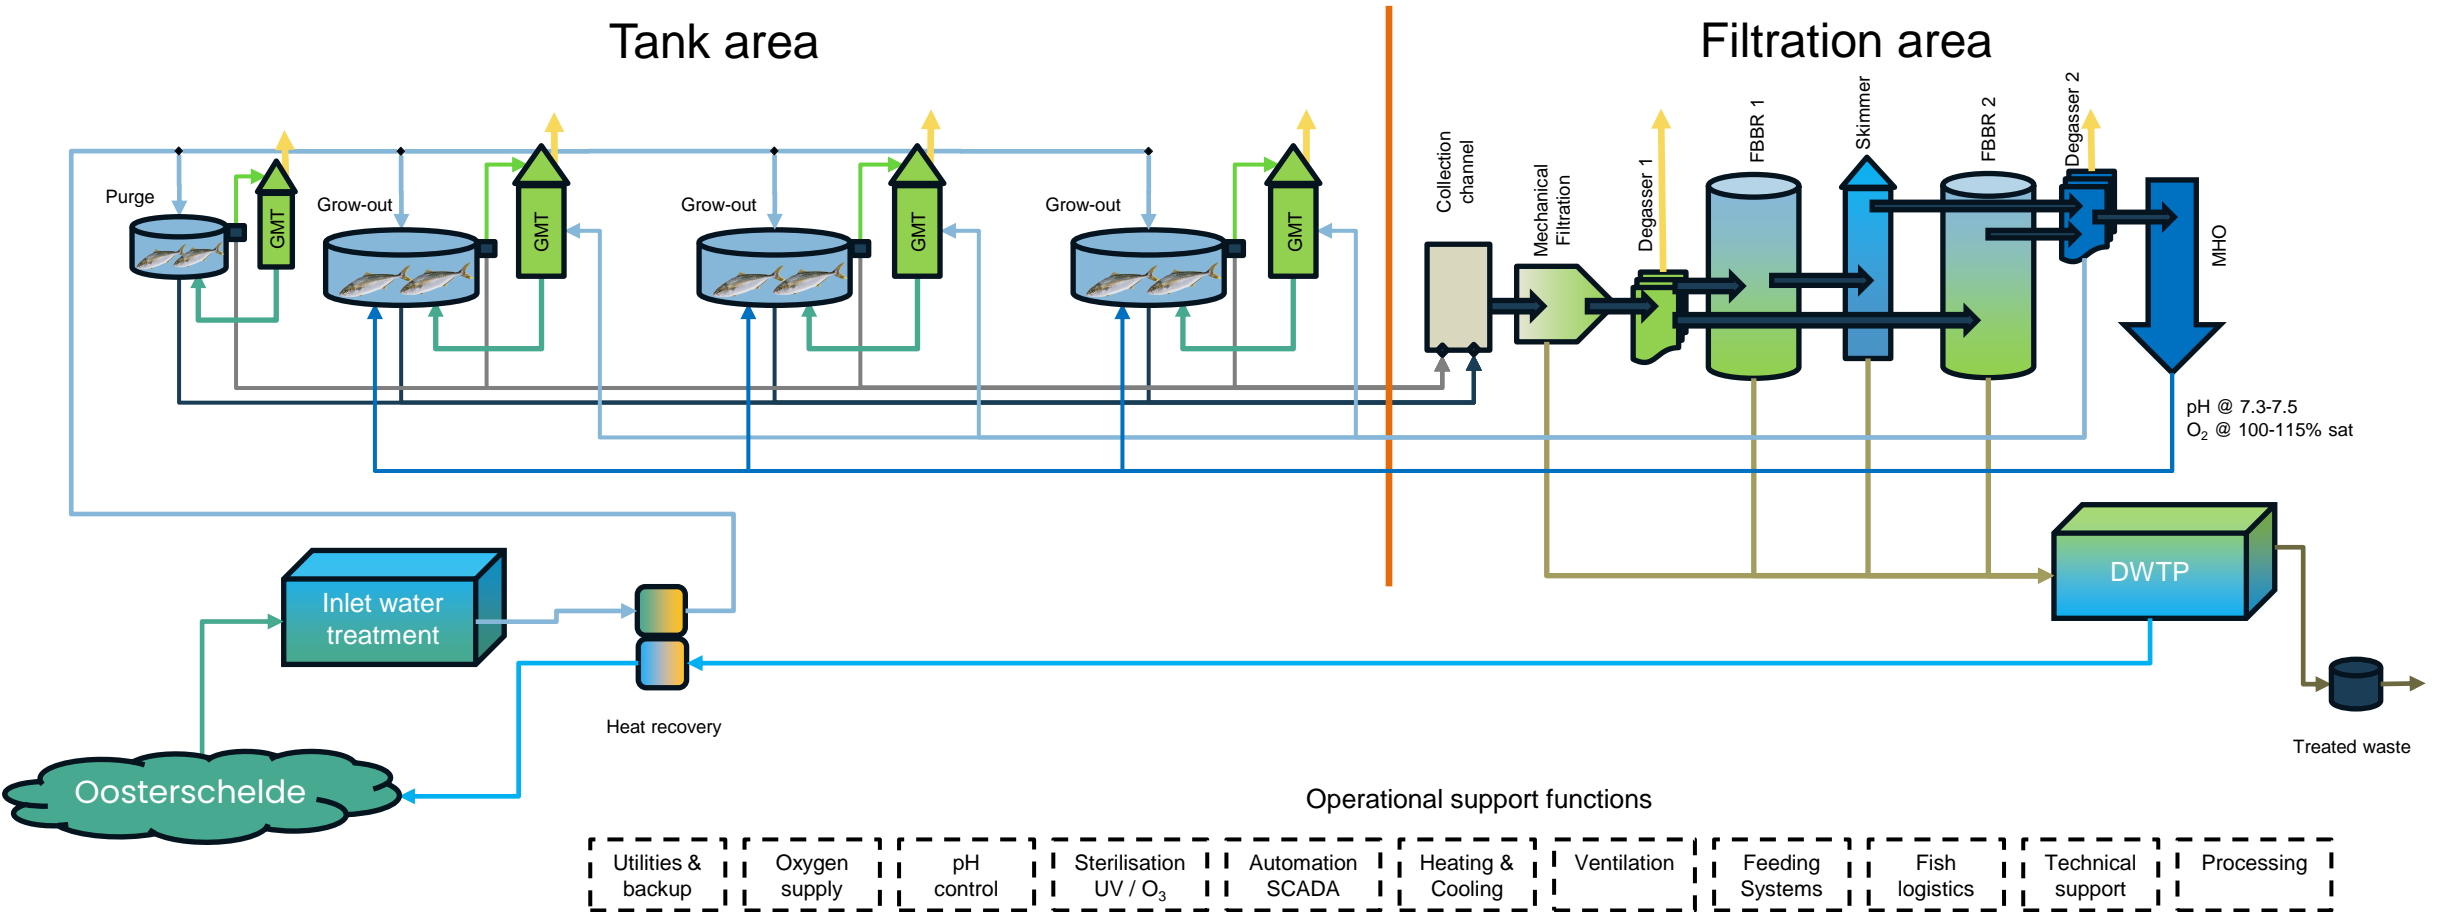 Tank area
Filtration area
Purge
GMT
Grow-out
GMT
Grow-out
GMT
Grow-out
GMT
Collection
channel
Mechanical
Filtration
Degasser 1
FBBR 1
Skimmer
FBBR 2
Degasser 2
MHO
pH @ 7.3-7.5
O₂ @ 100-115% sat
Inlet water
treatment
Heat recovery
Oosterschelde
DWTP
Treated waste
Operational support functions
Utilities &
backup
Oxygen
supply
pH
control
Sterilisation
UV / O₃
Automation
SCADA
Heating &
Cooling
Ventilation
Feeding
Systems
Fish
logistics
Technical
support
Processing